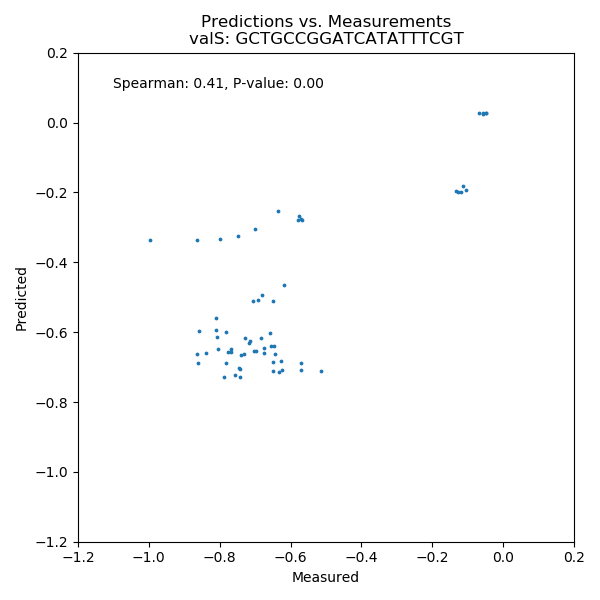 Predictions vs. Measurements
valS: GCTGCCGGATCATATTTCGT
Spearman: 0.41, P-value: 0.00
0.2
0.0
−0.2
−0.4
−0.6
−0.8
−1.0
−1.2
Predicted
−1.2 −1.0 −0.8 −0.6 −0.4 −0.2 0.0 0.2
Measured